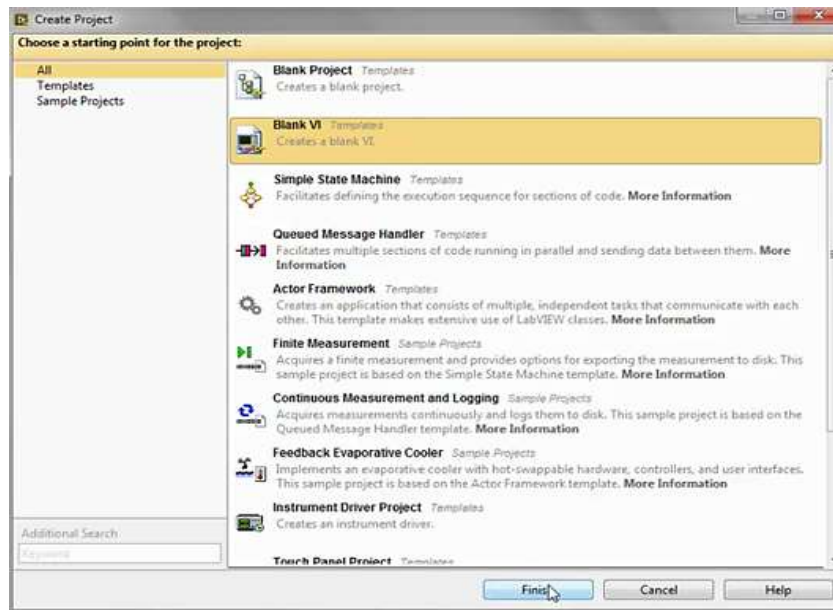 Create Project
Choose a starting point for the project:
All
Templates
Sample Projects
Blank Project Templates
Creates a blank project.
Blank VI Templates
Creates a blank VI.
Simple State Machine Templates
Facilitates defining the execution sequence for sections of code. More Information
Queued Message Handler Templates
Facilitates multiple sections of code running in parallel and sending data between them. More
Information
Actor Framework Templates
Creates an application that consists of multiple, independent tasks that communicate with each
other. This template makes extensive use of LabVIEW classes. More Information
Finite Measurement Sample Projects
Acquires a finite measurement and provides options for exporting the measurement to disk. This
sample project is based on the Simple State Machine template. More Information
Continuous Measurement and Logging Sample Projects
Acquires measurements continuously and logs them to disk. This sample project is based on the
Queued Message Handler template. More Information
Feedback Evaporative Cooler Sample Projects
Implements an evaporative cooler with hot-swappable hardware, controllers, and user interfaces.
This sample project is based on the Actor Framework template. More Information
Instrument Driver Project Templates
Creates an instrument driver.
Touch Panel Project Templates
Additional Search
Keyword
Finish
Cancel
Help